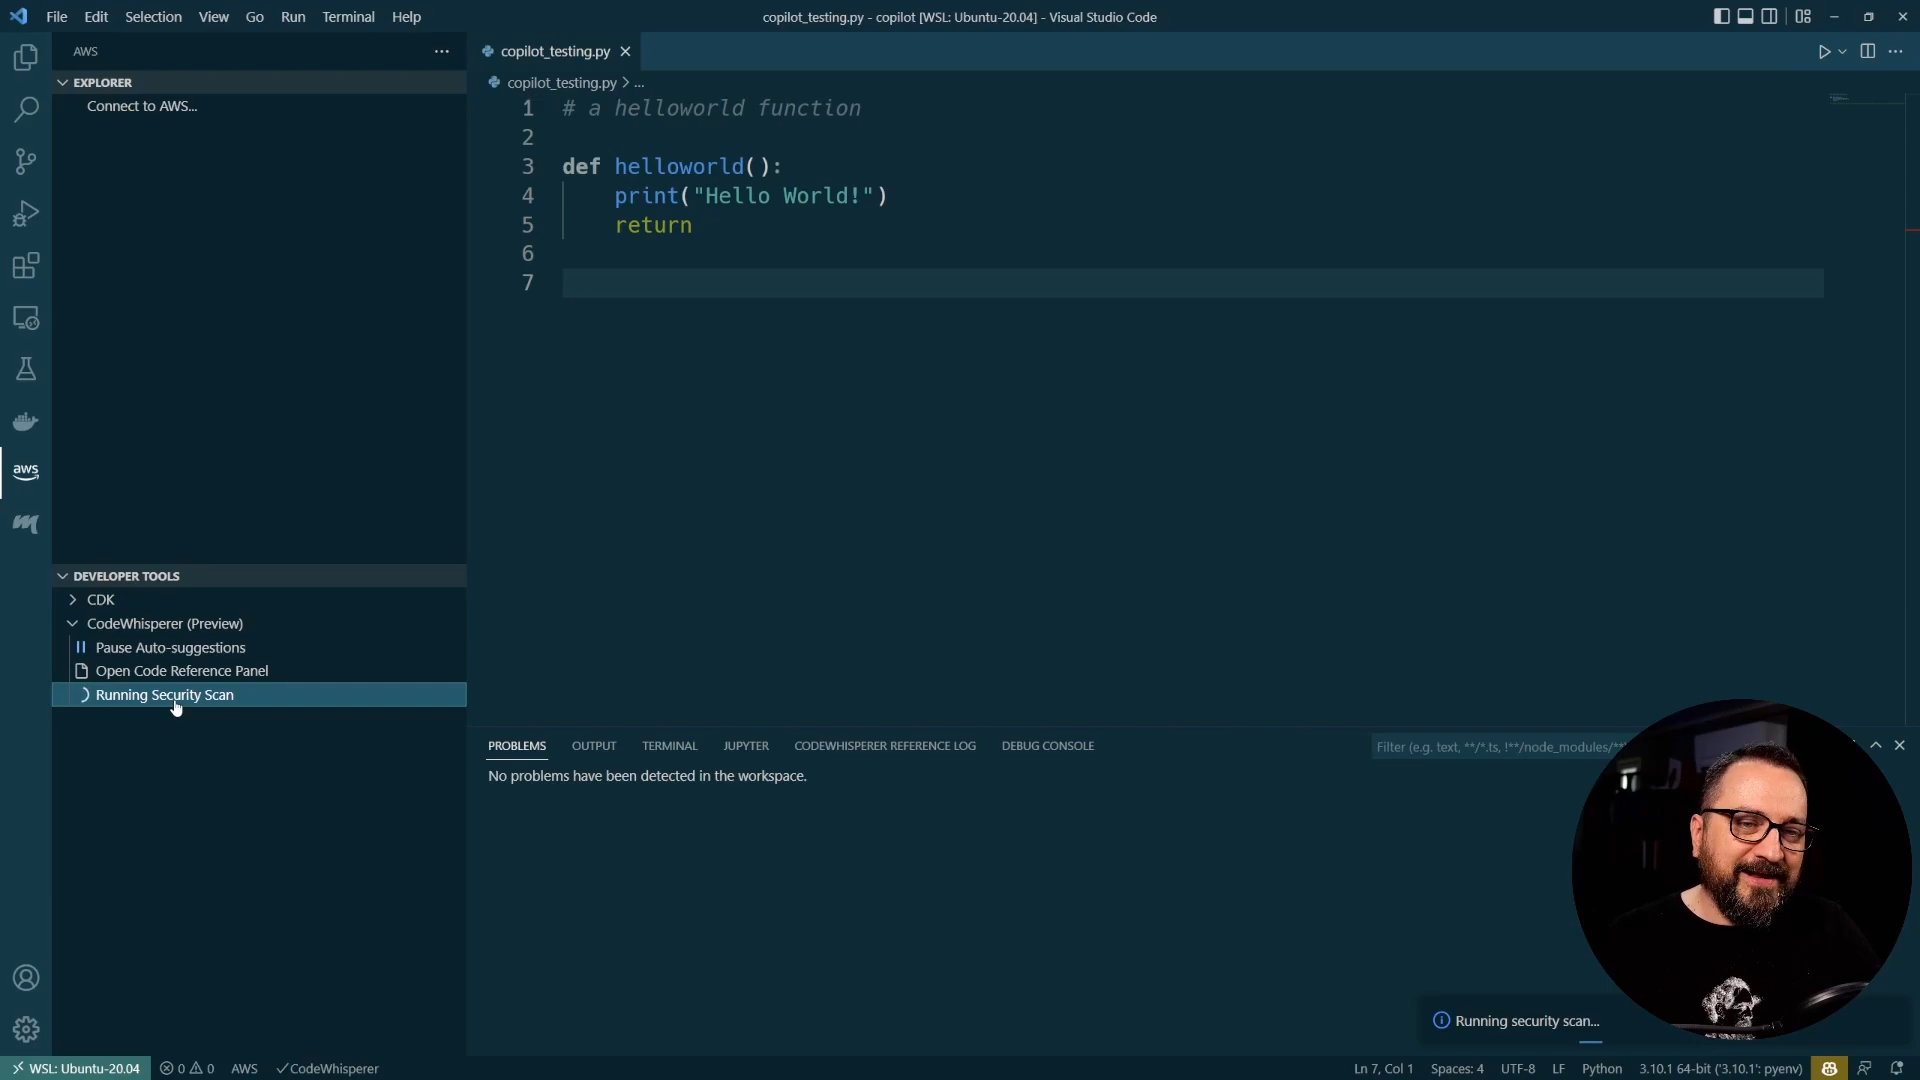 File Edit Selection View Go Run Terminal Help
copilot_testing.py - copilot [WSL: Ubuntu-20.04] - Visual Studio Code
AWS
EXPLORER
Connect to AWS...
copilot_testing.py
copilot_testing.py > ...
1 # a helloworld function
2
3 def helloworld():
4 print("Hello World!")
5 return
6
7
aws
DEVELOPER TOOLS
CDK
CodeWhisperer (Preview)
Pause Auto-suggestions
Open Code Reference Panel
Running Security Scan
PROBLEMS OUTPUT TERMINAL JUPYTER CODEWHISPERER REFERENCE LOG DEBUG CONSOLE
Filter (e.g. text, **/*.ts, !**/node_modules/**
No problems have been detected in the workspace.
Running security scan...
WSL: Ubuntu-20.04 0 0 AWS ✓CodeWhisperer Ln 7, Col 1 Spaces: 4 UTF-8 LF Python 3.10.1 64-bit ('3.10.1': pyenv)